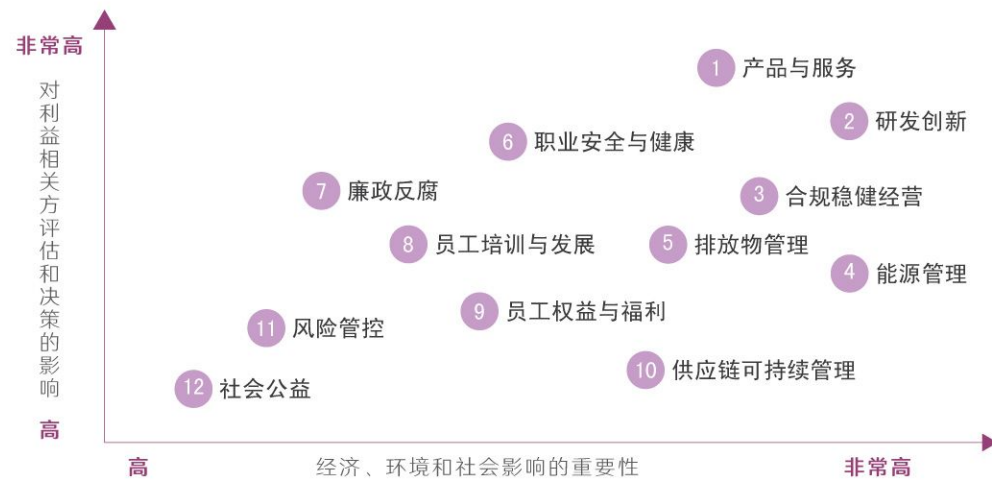 非常高
对利益相关方评估和决策的影响
高
1 产品与服务
2 研发创新
6 职业安全与健康
7 廉政反腐
3 合规稳健经营
8 员工培训与发展
5 排放物管理
4 能源管理
9 员工权益与福利
11 风险管控
10 供应链可持续管理
12 社会公益
高
经济、环境和社会影响的重要性
非常高